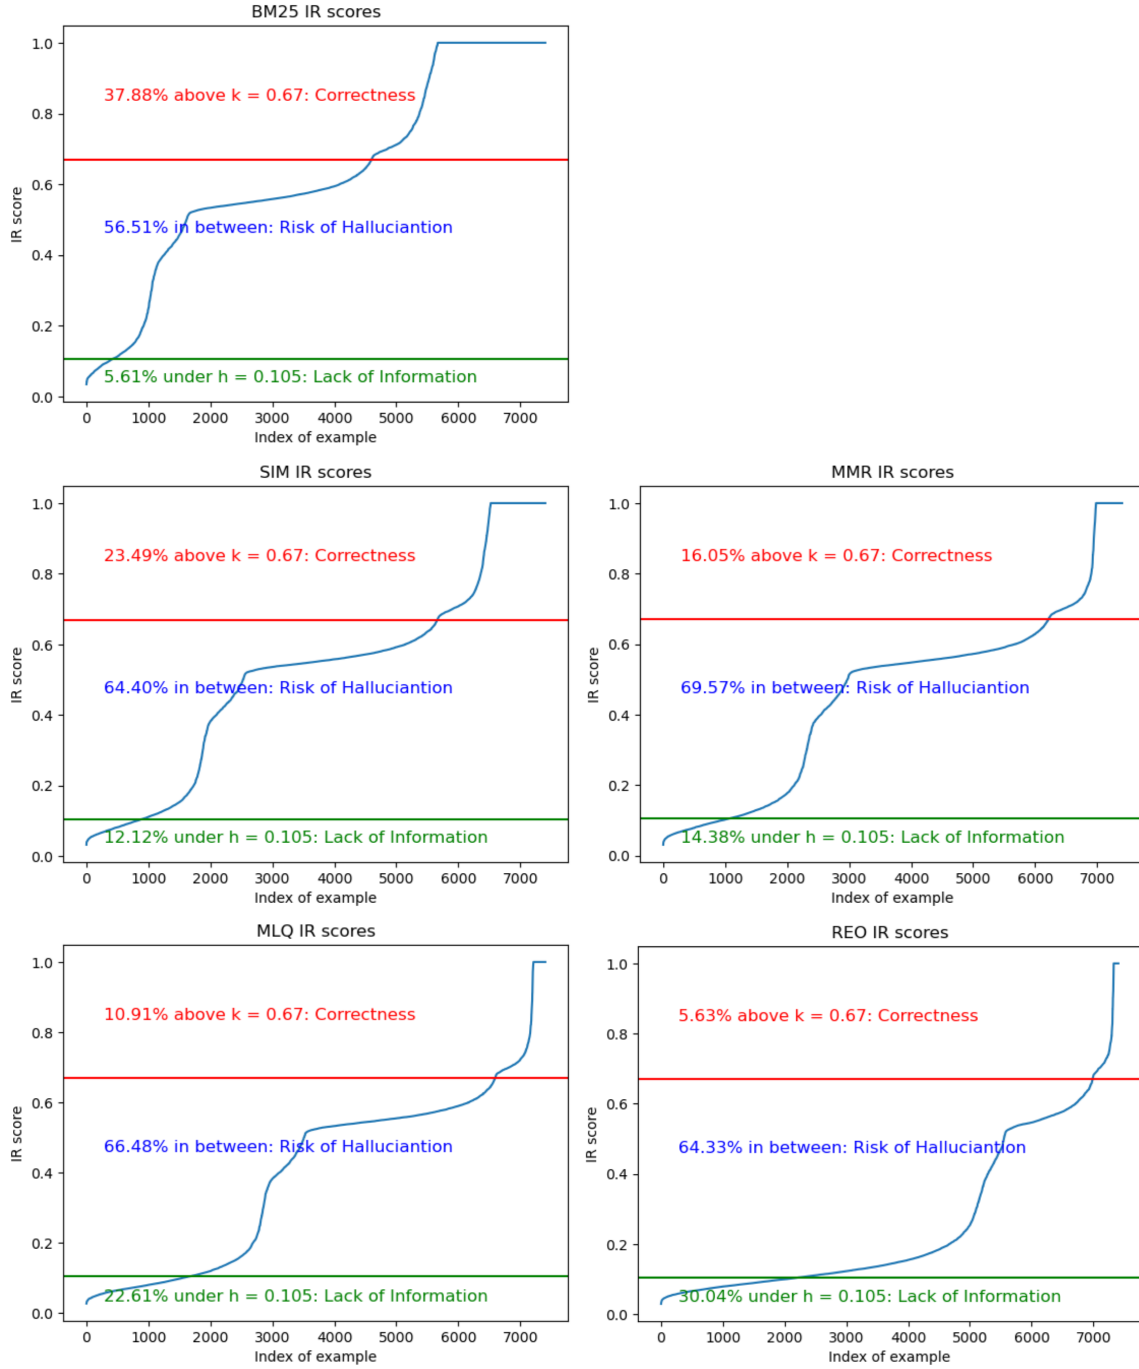 BM25 IR scores
1.0
37.88% above k = 0.67: Correctness
0.8
0.6
56.51% in between: Risk of Halluciantion
IR score
0.4
0.2
5.61% under h = 0.105: Lack of Information
0.0
0 1000 2000 3000 4000 5000 6000 7000
Index of example
SIM IR scores
1.0
23.49% above k = 0.67: Correctness
0.8
0.6
64.40% in between: Risk of Halluciantion
IR score
0.4
0.2
12.12% under h = 0.105: Lack of Information
0.0
0 1000 2000 3000 4000 5000 6000 7000
Index of example
MMR IR scores
1.0
16.05% above k = 0.67: Correctness
0.8
0.6
69.57% in between: Risk of Halluciantion
IR score
0.4
0.2
14.38% under h = 0.105: Lack of Information
0.0
0 1000 2000 3000 4000 5000 6000 7000
Index of example
MLQ IR scores
1.0
10.91% above k = 0.67: Correctness
0.8
0.6
66.48% in between: Risk of Halluciantion
IR score
0.4
0.2
22.61% under h = 0.105: Lack of Information
0.0
0 1000 2000 3000 4000 5000 6000 7000
Index of example
REO IR scores
1.0
5.63% above k = 0.67: Correctness
0.8
0.6
64.33% in between: Risk of Halluciantion
IR score
0.4
0.2
30.04% under h = 0.105: Lack of Information
0.0
0 1000 2000 3000 4000 5000 6000 7000
Index of example